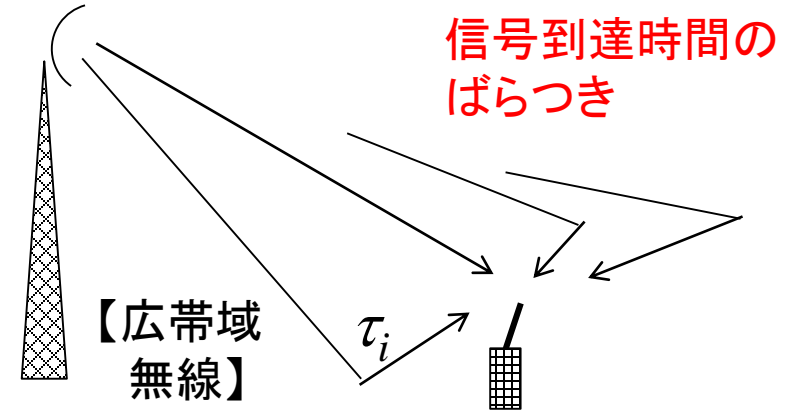 信号到達時間の
ばらつき
【広帯域
無線】
τi